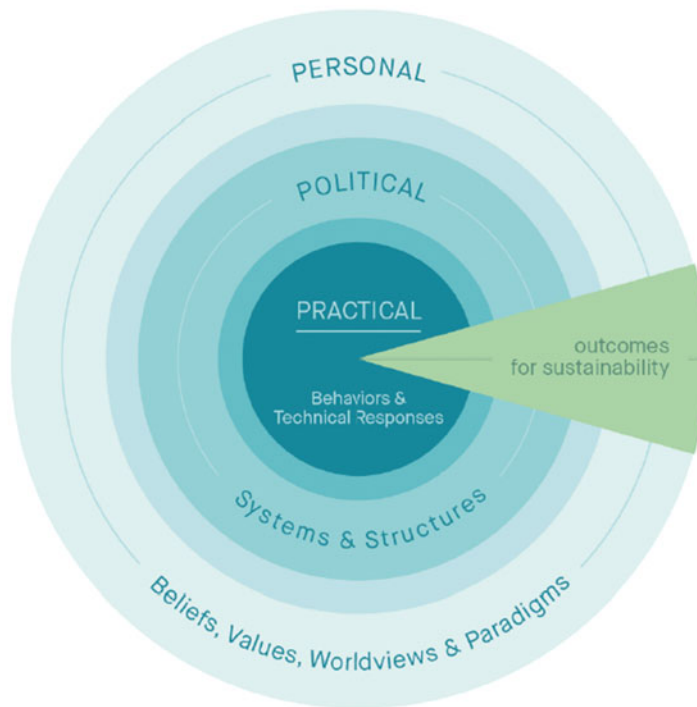 PERSONAL
POLITICAL
PRACTICAL
Behaviors &
Technical Responses
outcomes
for sustainability
Systems & Structures
Beliefs, Values, Worldviews & Paradigms